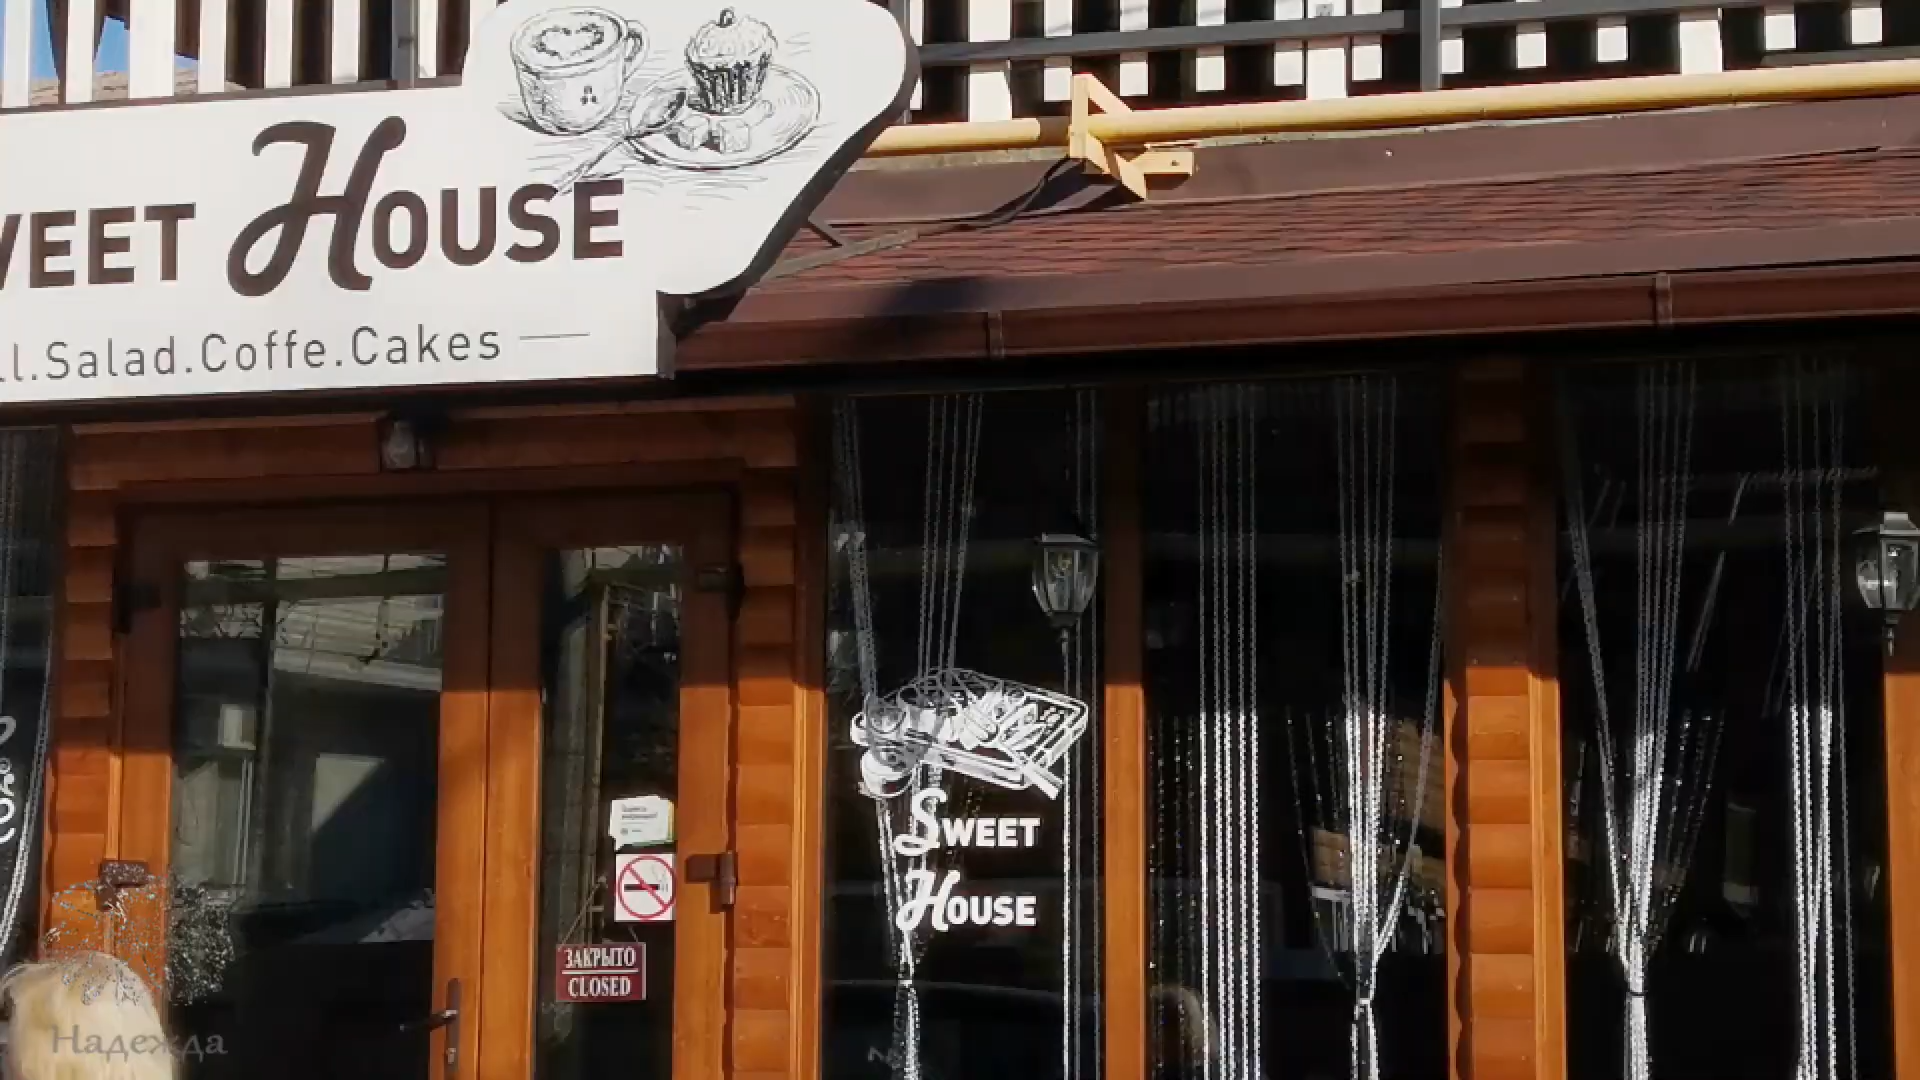 WEET HOUSE
ll.Salad.Coffe.Cakes
SWEET
HOUSE
ЗАКРЫТО
CLOSED
Надежда